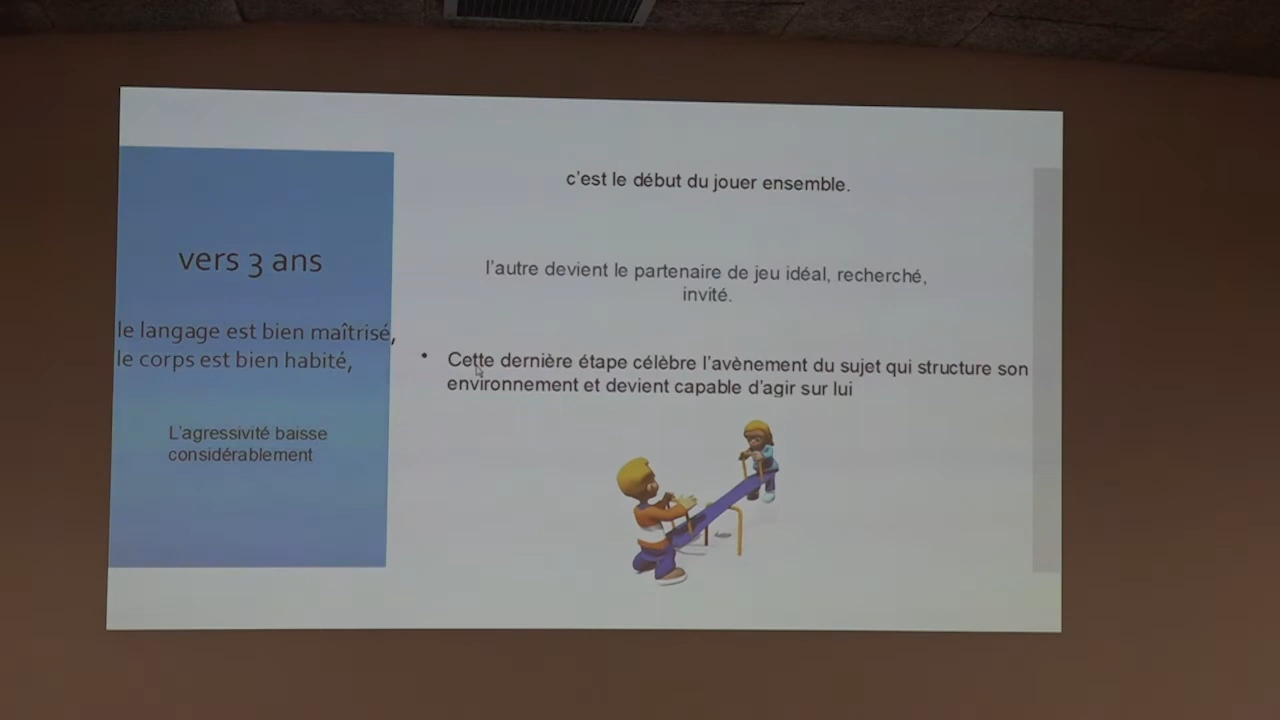 vers 3 ans
le langage est bien maîtrisé,
le corps est bien habité,
L'agressivité baisse
considérablement
c'est le début du jouer ensemble.
l'autre devient le partenaire de jeu idéal, recherché,
invité.
• Cette dernière étape célèbre l'avènement du sujet qui structure son
environnement et devient capable d'agir sur lui